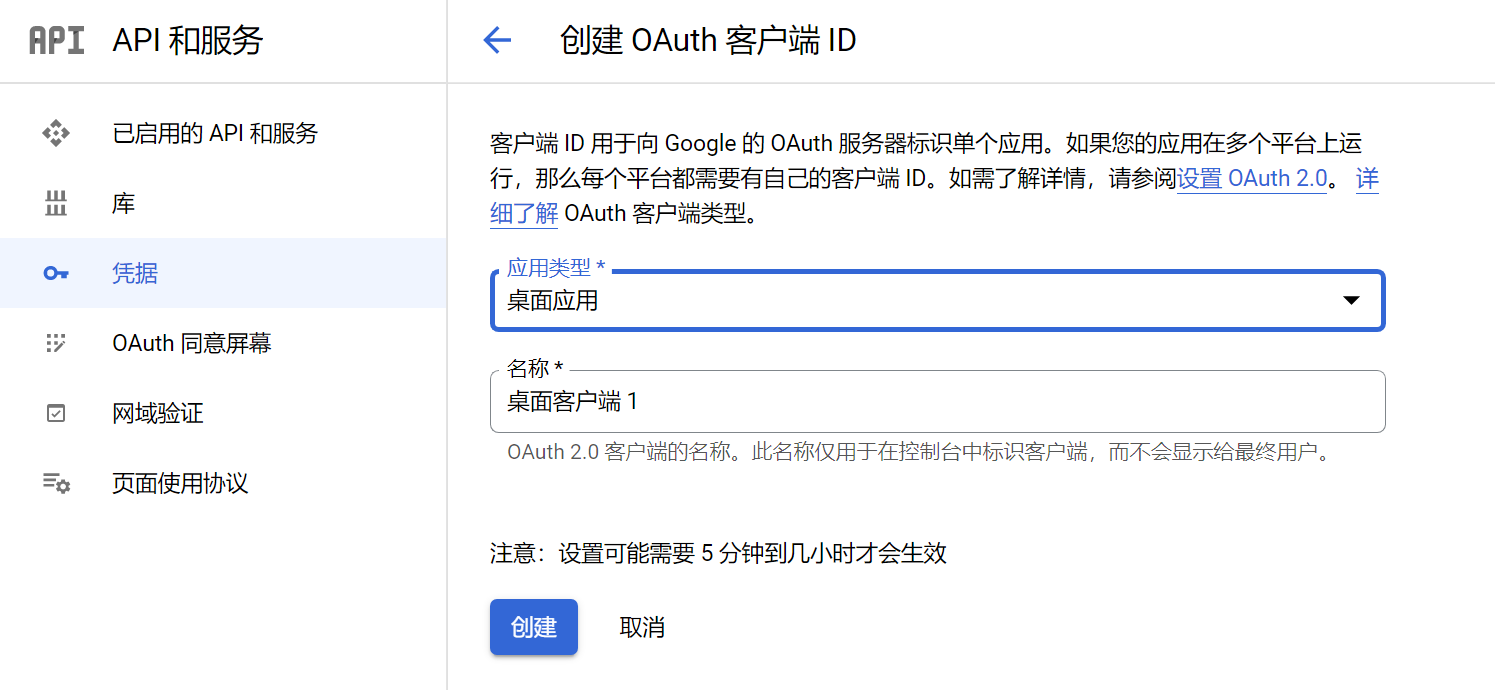 API API 和服务
创建 OAuth 客户端 ID
已启用的 API 和服务
库
凭据
OAuth 同意屏幕
网域验证
页面使用协议
客户端 ID 用于向 Google 的 OAuth 服务器标识单个应用。如果您的应用在多个平台上运
行，那么每个平台都需要有自己的客户端 ID。如需了解详情，请参阅设置 OAuth 2.0。 详
细了解 OAuth 客户端类型。
应用类型 *
桌面应用
名称 *
桌面客户端 1
OAuth 2.0 客户端的名称。此名称仅用于在控制台中标识客户端，而不会显示给最终用户。
注意：设置可能需要 5 分钟到几小时才会生效
创建 取消